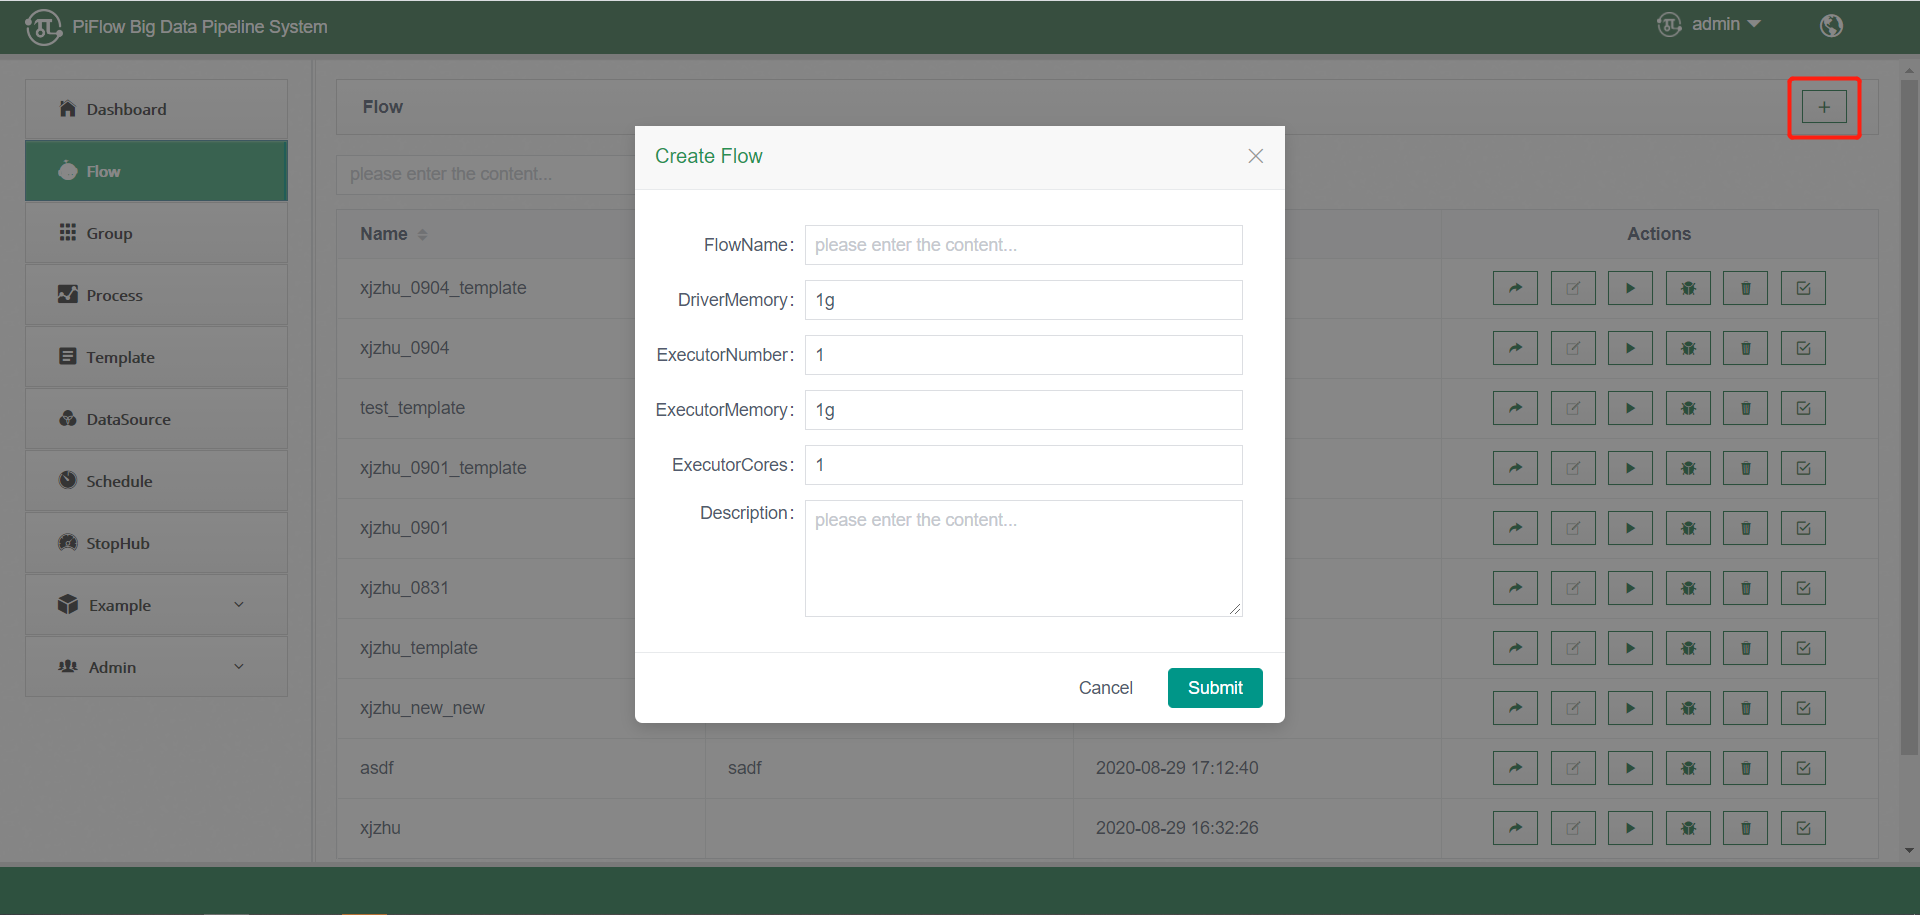 PiFlow Big Data Pipeline System
admin
Dashboard
Flow
Group
Process
Template
DataSource
Schedule
StopHub
Example
Admin
Flow
+
please enter the content...
Name
Actions
xjzhu_0904_template
xjzhu_0904
test_template
xjzhu_0901_template
xjzhu_0901
xjzhu_0831
xjzhu_template
xjzhu_new_new
asdf sadf 2020-08-29 17:12:40
xjzhu 2020-08-29 16:32:26
Create Flow
FlowName: please enter the content...
DriverMemory: 1g
ExecutorNumber: 1
ExecutorMemory: 1g
ExecutorCores: 1
Description: please enter the content...
Cancel Submit